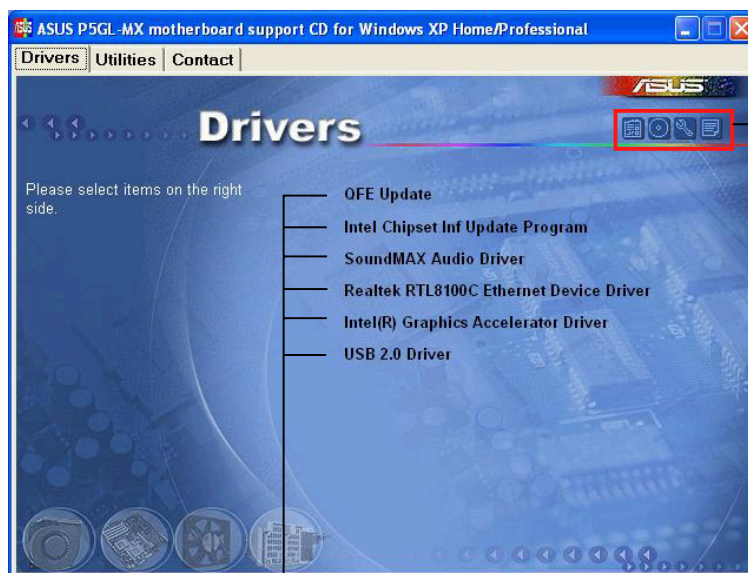 ASUS P5GL-MX motherboard support CD for Windows XP Home/Professional
Drivers Utilities Contact
ASUS
Drivers
Please select items on the right
side.
QFE Update
Intel Chipset Inf Update Program
SoundMAX Audio Driver
Realtek RTL8100C Ethernet Device Driver
Intel(R) Graphics Accelerator Driver
USB 2.0 Driver